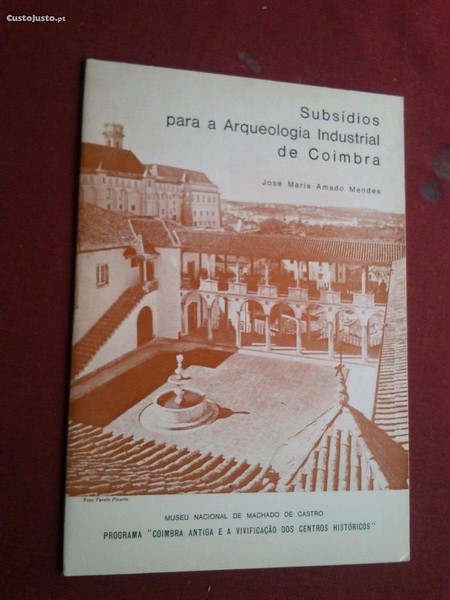 CustoJusto.pt
Subsídios
para a Arqueologia Industrial
de Coimbra
José Maria Amado Mendes
MUSEU NACIONAL DE MACHADO DE CASTRO
PROGRAMA "COIMBRA ANTIGA E A VIVIFICAÇÃO DOS CENTROS HISTÓRICOS"